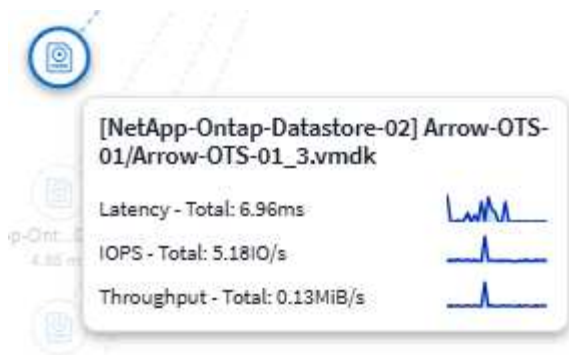 [NetApp-Ontap-Datastore-02] Arrow-OTS-
01/Arrow-OTS-01_3.vmdk
Latency - Total: 6.96ms
IOPS - Total: 5.18IO/s
Throughput - Total: 0.13MiB/s
p-Ont...